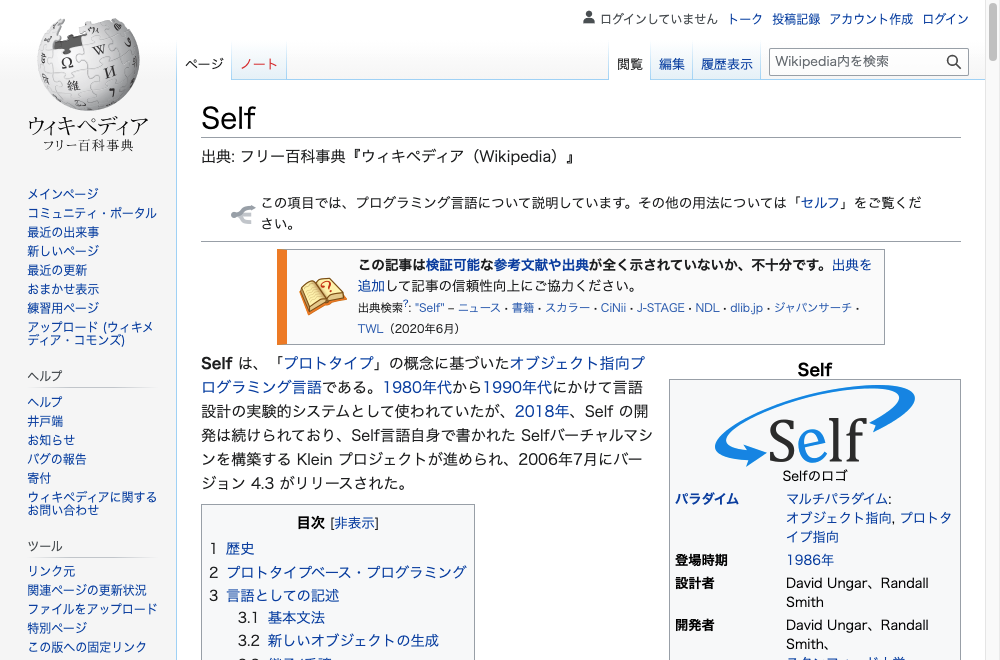 ログインしていません トーク 投稿記録 アカウント作成 ログイン
ページ ノート 閲覧 編集 履歴表示 Wikipedia内を検索
ウィキペディア
フリー百科事典
メインページ
コミュニティ・ポータル
最近の出来事
新しいページ
最近の更新
おまかせ表示
練習用ページ
アップロード (ウィキメ
ディア・コモンズ)
ヘルプ
ヘルプ
井戸端
お知らせ
バグの報告
寄付
ウィキペディアに関する
お問い合わせ
ツール
リンク元
関連ページの更新状況
ファイルをアップロード
特別ページ
この版への固定リンク
Self
出典: フリー百科事典『ウィキペディア（Wikipedia）』
この項目では、プログラミング言語について説明しています。その他の用法については「セルフ」をご覧くだ
さい。
この記事は検証可能な参考文献や出典が全く示されていないか、不十分です。出典を
追加して記事の信頼性向上にご協力ください。
出典検索?: "Self" – ニュース · 書籍 · スカラー · CiNii · J-STAGE · NDL · dlib.jp · ジャパンサーチ ·
TWL （2020年6月）
Self は、「プロトタイプ」の概念に基づいたオブジェクト指向プ
ログラミング言語である。1980年代から1990年代にかけて言語
設計の実験的システムとして使われていたが、2018年、Self の開
発は続けられており、Self言語自身で書かれた Selfバーチャルマシ
ンを構築する Klein プロジェクトが進められ、2006年7月にバー
ジョン 4.3 がリリースされた。
目次 [非表示]
1 歴史
2 プロトタイプベース・プログラミング
3 言語としての記述
3.1 基本文法
3.2 新しいオブジェクトの生成
Self
Self
Selfのロゴ
パラダイム マルチパラダイム:
オブジェクト指向, プロトタ
イプ指向
登場時期 1986年
設計者 David Ungar、Randall
Smith
開発者 David Ungar、Randall
Smith、